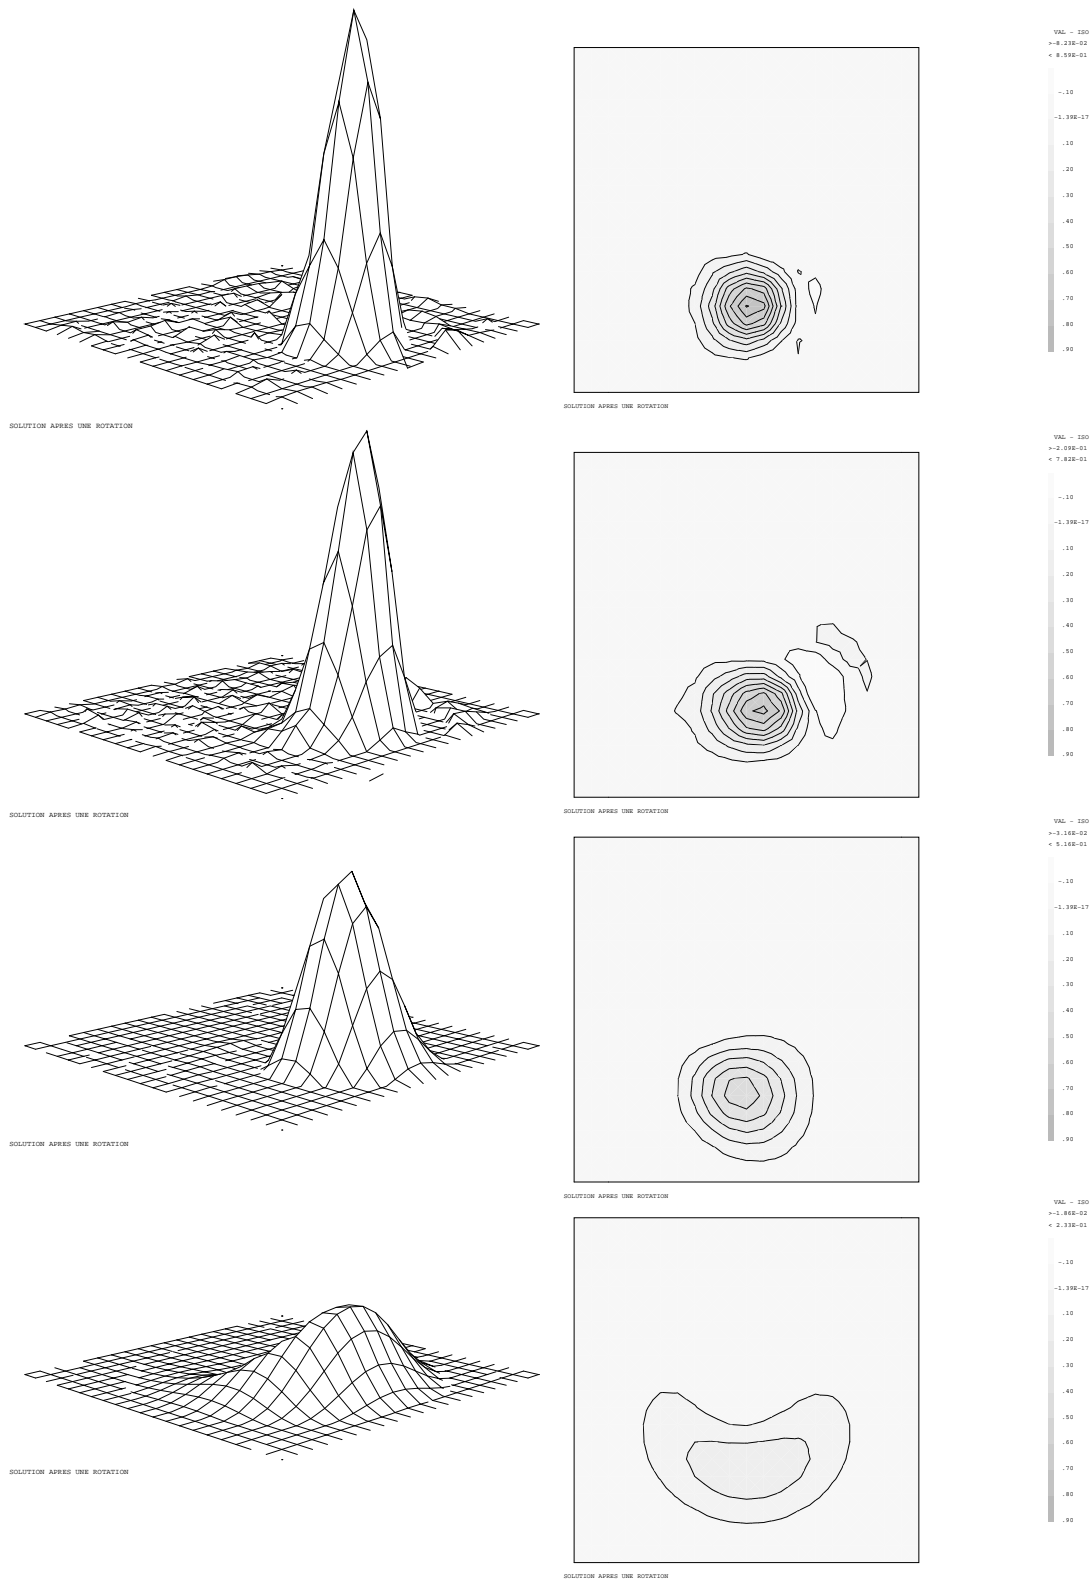 VAL - ISO
>-8.23E-02
< 8.59E-01
-.10
-1.39E-17
.10
.20
.30
.40
.50
.60
.70
.80
.90
SOLUTION APRES UNE ROTATION
SOLUTION APRES UNE ROTATION
VAL - ISO
>-2.09E-01
< 7.82E-01
-.10
-1.39E-17
.10
.20
.30
.40
.50
.60
.70
.80
.90
SOLUTION APRES UNE ROTATION
SOLUTION APRES UNE ROTATION
VAL - ISO
>-3.16E-02
< 5.16E-01
-.10
-1.39E-17
.10
.20
.30
.40
.50
.60
.70
.80
.90
SOLUTION APRES UNE ROTATION
SOLUTION APRES UNE ROTATION
VAL - ISO
>-1.86E-02
< 2.33E-01
-.10
-1.39E-17
.10
.20
.30
.40
.50
.60
.70
.80
.90
SOLUTION APRES UNE ROTATION
SOLUTION APRES UNE ROTATION